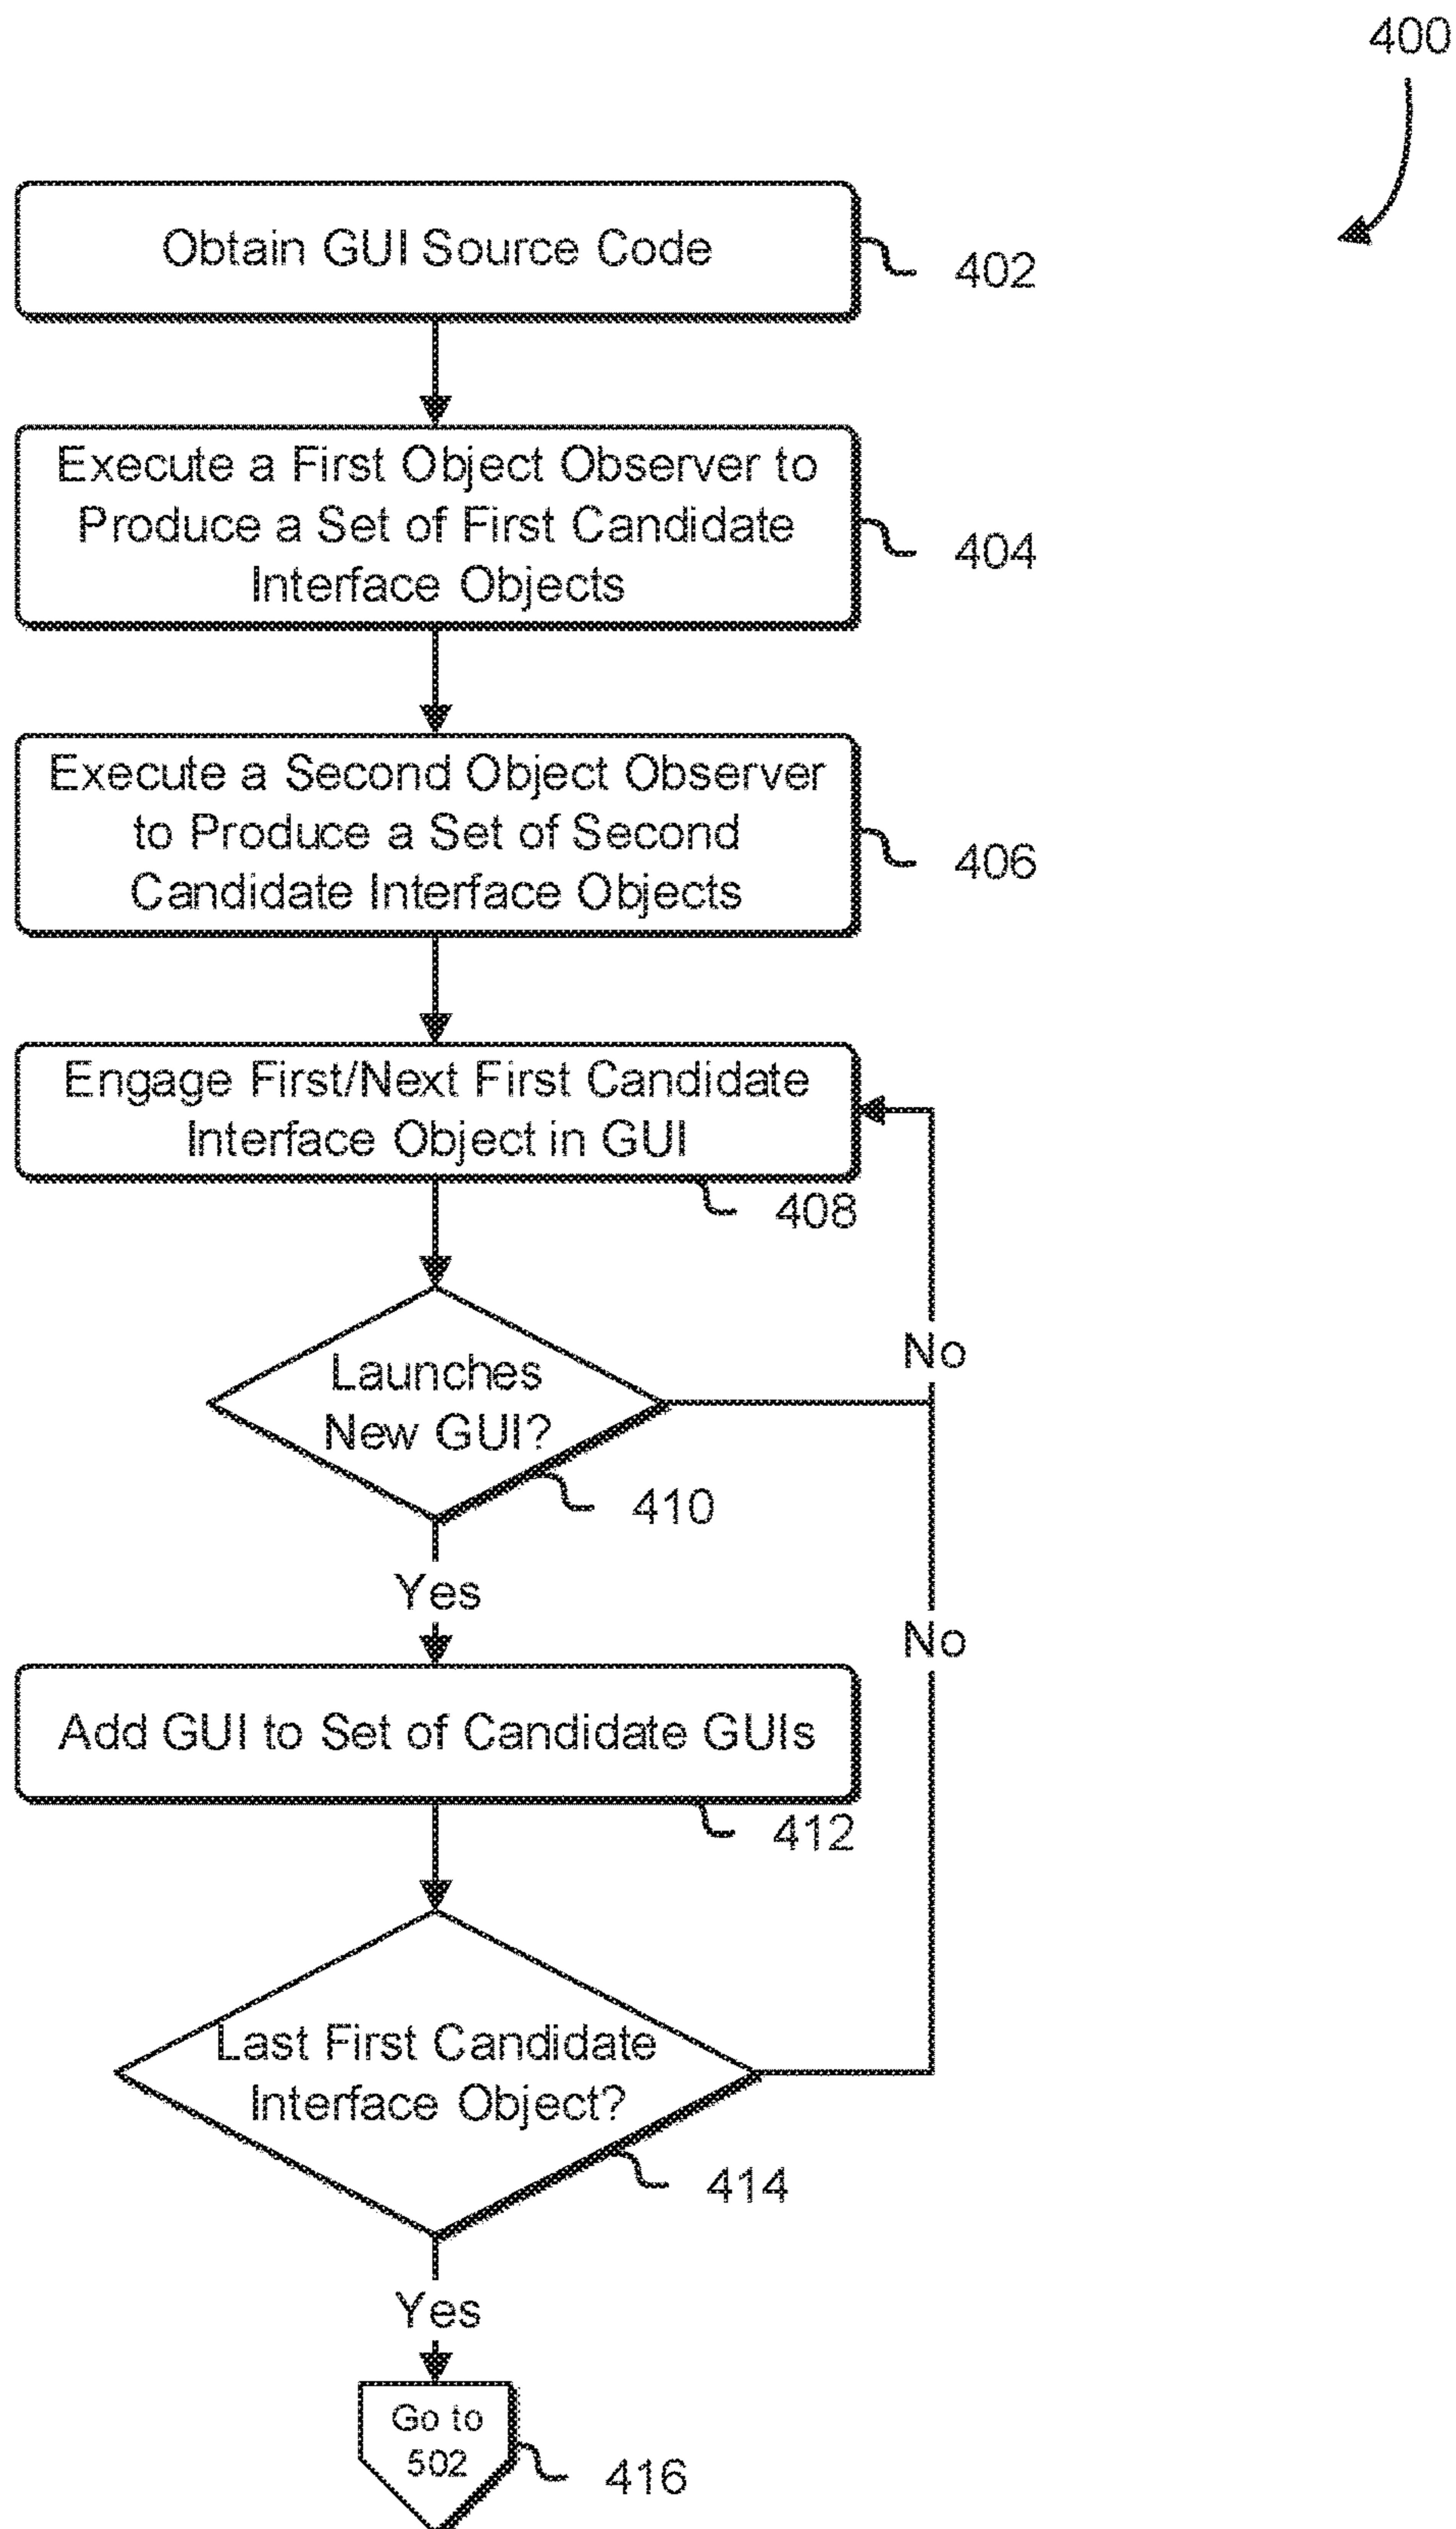 400
Obtain GUI Source Code
402
Execute a First Object Observer to
Produce a Set of First Candidate
Interface Objects
404
Execute a Second Object Observer
to Produce a Set of Second
Candidate Interface Objects
406
Engage First/Next First Candidate
Interface Object in GUI
408
Launches
New GUI?
No
410
Yes
No
Add GUI to Set of Candidate GUIs
412
Last First Candidate
Interface Object?
414
Yes
Go to
502
416